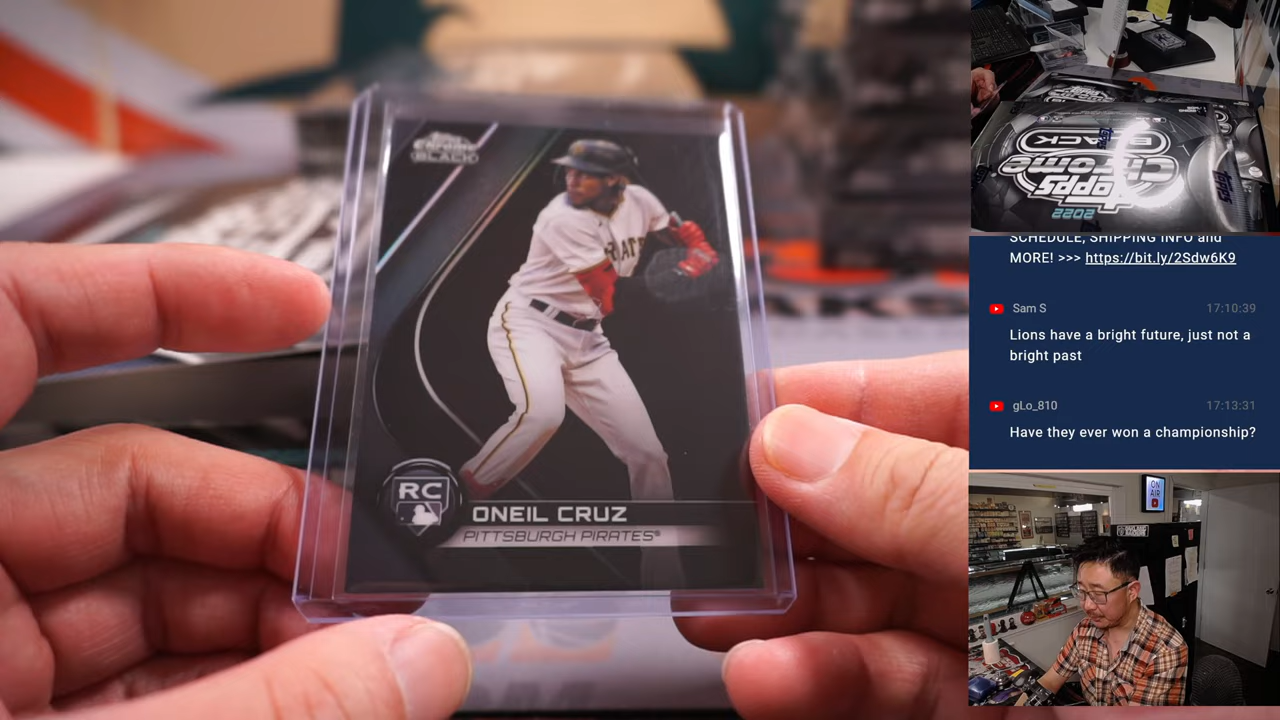 Topps
CHROME
BLACK
PIRATES
RC
ONEIL CRUZ
PITTSBURGH PIRATES®
Topps
CHROME
BLACK
2022
SCHEDULE, SHIPPING INFO and
MORE! >>> https://bit.ly/2Sdw6K9
Sam S 17:10:39
Lions have a bright future, just not a
bright past
gLo_810 17:13:31
Have they ever won a championship?
ON
AIR